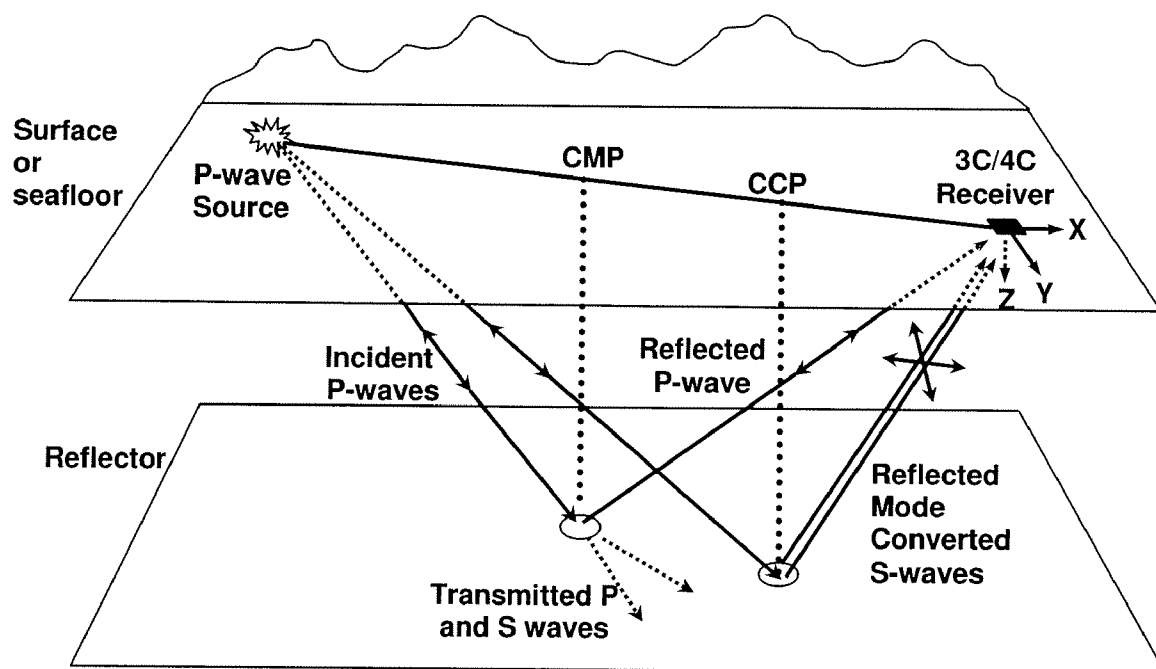 Surface
or
seafloor
P-wave
Source
CMP
CCP
3C/4C
Receiver
X
Y
Z
Incident
P-waves
Reflected
P-wave
Reflector
Reflected
Mode
Converted
S-waves
Transmitted P
and S waves